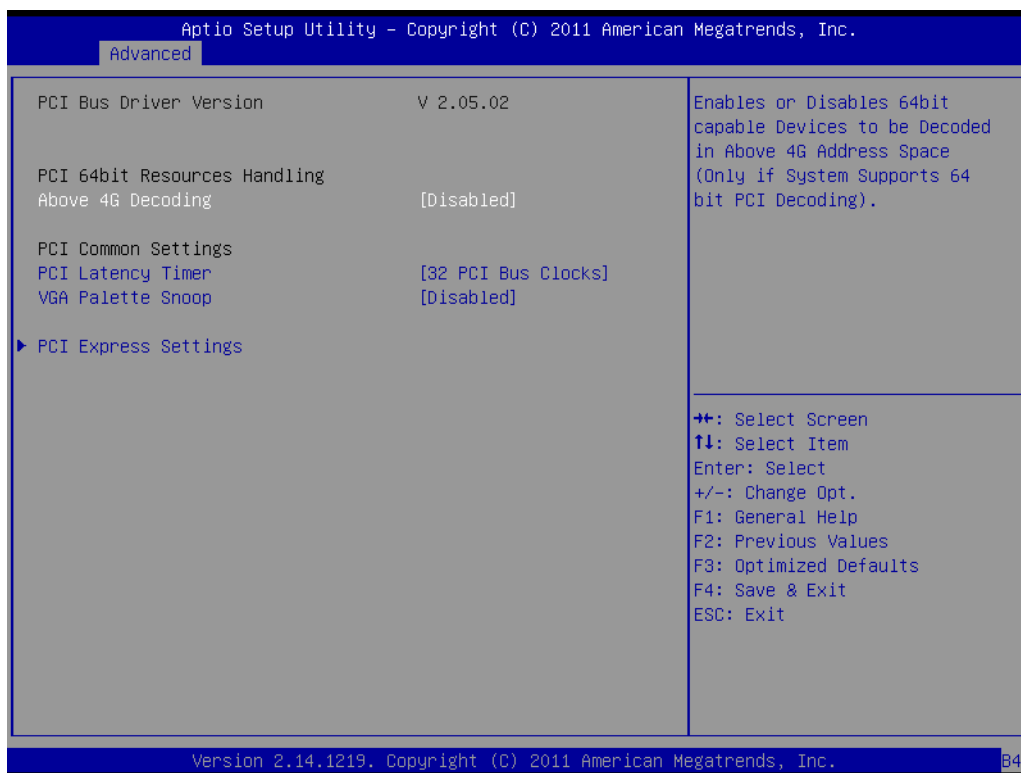 Aptio Setup Utility – Copyright (C) 2011 American Megatrends, Inc.
Advanced
PCI Bus Driver Version V 2.05.02
PCI 64bit Resources Handling
Above 4G Decoding [Disabled]
PCI Common Settings
PCI Latency Timer [32 PCI Bus Clocks]
VGA Palette Snoop [Disabled]
▶ PCI Express Settings
Enables or Disables 64bit
capable Devices to be Decoded
in Above 4G Address Space
(Only if System Supports 64
bit PCI Decoding).
→←: Select Screen
↑↓: Select Item
Enter: Select
+/-: Change Opt.
F1: General Help
F2: Previous Values
F3: Optimized Defaults
F4: Save & Exit
ESC: Exit
Version 2.14.1219. Copyright (C) 2011 American Megatrends, Inc.
B4